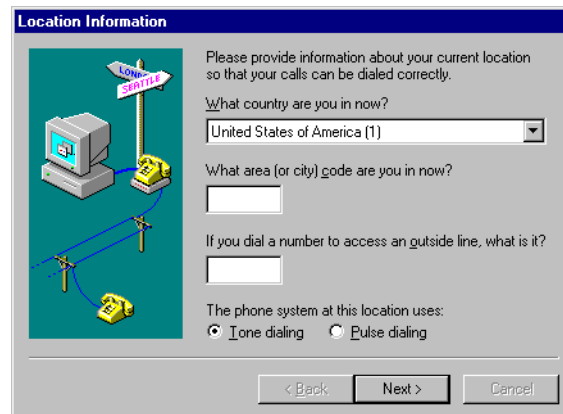 Location Information
LONDO
SEATTLE
Please provide information about your current location
so that your calls can be dialed correctly.
What country are you in now?
United States of America (1)
What area (or city) code are you in now?
If you dial a number to access an outside line, what is it?
The phone system at this location uses:
Tone dialing Pulse dialing
< Back Next > Cancel